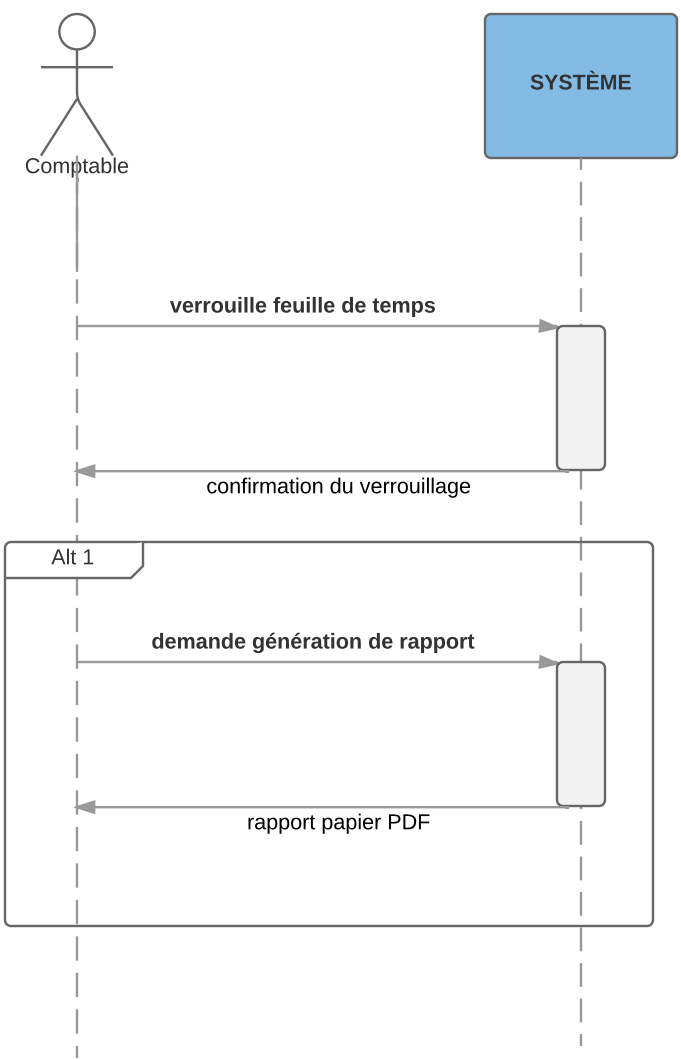 SYSTÈME
Comptable
verrouille feuille de temps
confirmation du verrouillage
Alt 1
demande génération de rapport
rapport papier PDF